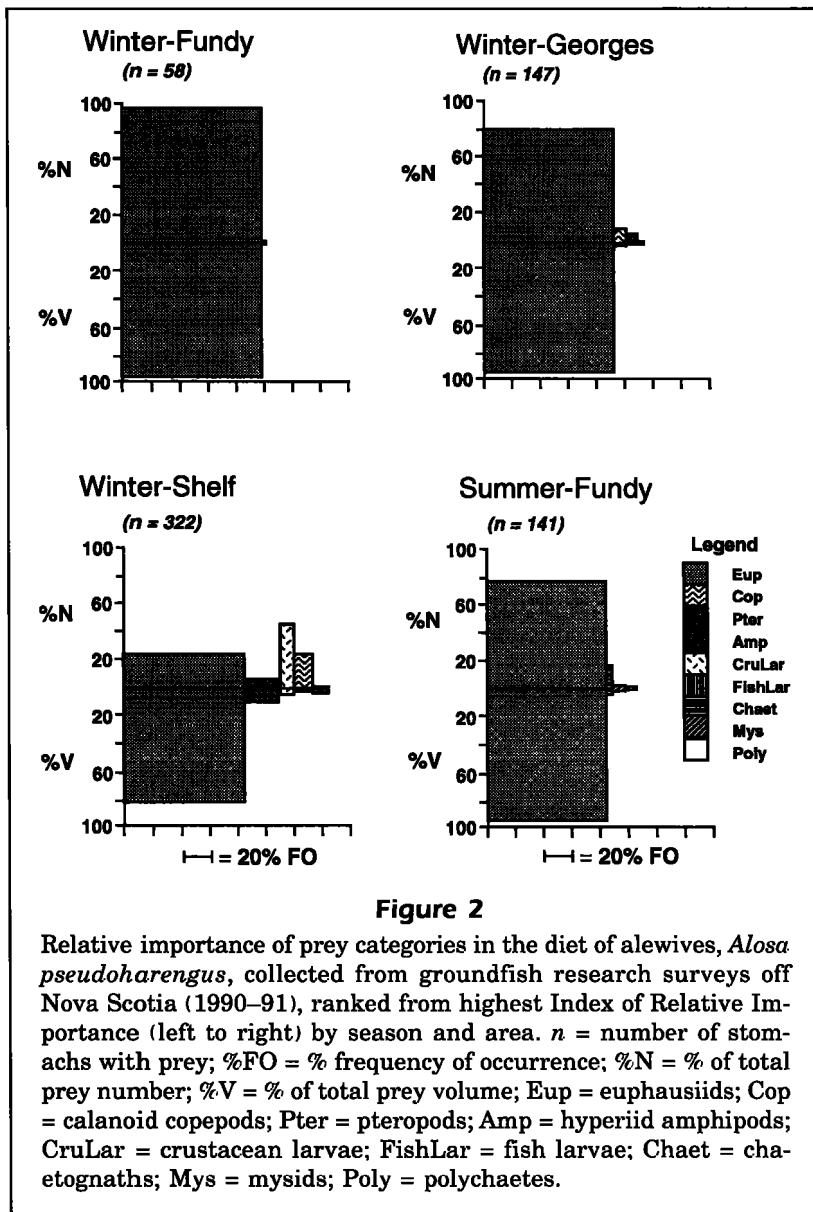 Winter-Fundy
(n = 58)
100
%N
60
20
20
%V
60
100
Winter-Georges
(n = 147)
100
%N
60
20
20
%V
60
100
Winter-Shelf
(n = 322)
100
%N
60
20
20
%V
60
100
= 20% FO
Summer-Fundy
(n = 141)
100
%N
60
20
20
%V
60
100
= 20% FO
Legend
Eup
Cop
Pter
Amp
CruLar
FishLar
Chaet
Mys
Poly
Figure 2
Relative importance of prey categories in the diet of alewives, Alosa
pseudoharengus, collected from groundfish research surveys off
Nova Scotia (1990–91), ranked from highest Index of Relative Im-
portance (left to right) by season and area. n = number of stom-
achs with prey; %FO = % frequency of occurrence; %N = % of total
prey number; %V = % of total prey volume; Eup = euphausiids; Cop
= calanoid copepods; Pter = pteropods; Amp = hyperiid amphipods;
CruLar = crustacean larvae; FishLar = fish larvae; Chaet = cha-
etognaths; Mys = mysids; Poly = polychaetes.